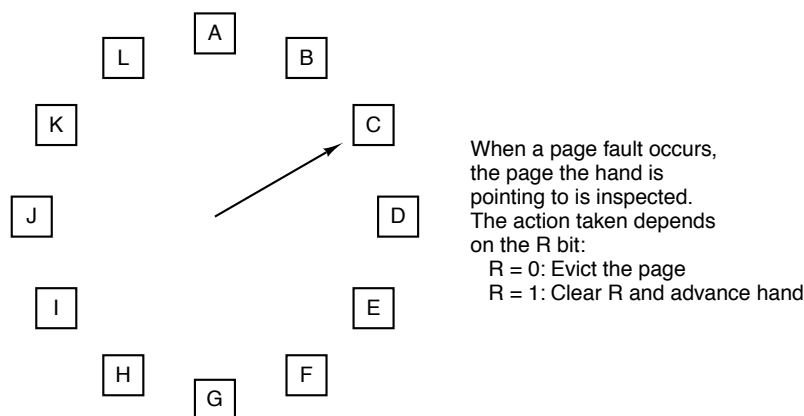 A
L
B
K
C
J
D
I
E
H
F
G
When a page fault occurs,
the page the hand is
pointing to is inspected.
The action taken depends
on the R bit:
R = 0: Evict the page
R = 1: Clear R and advance hand